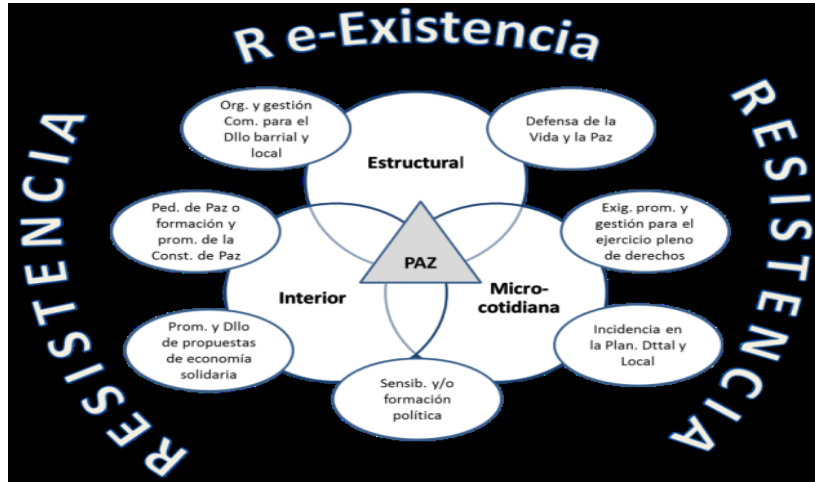 R e-Existencia
RESISTENCIA
RESISTENCIA
Org. y gestión
Com. para el
Dllo barrial y
local
Defensa de la
Vida y la Paz
Estructural
Ped. de Paz o
formación y
prom. de la
Const. de Paz
Exig. prom. y
gestión para el
ejercicio pleno
de derechos
PAZ
Interior
Micro-
cotidiana
Prom. y Dllo
de propuestas
de economía
solidaria
Incidencia en
la Plan. Dttal y
Local
Sensib. y/o
formación
política